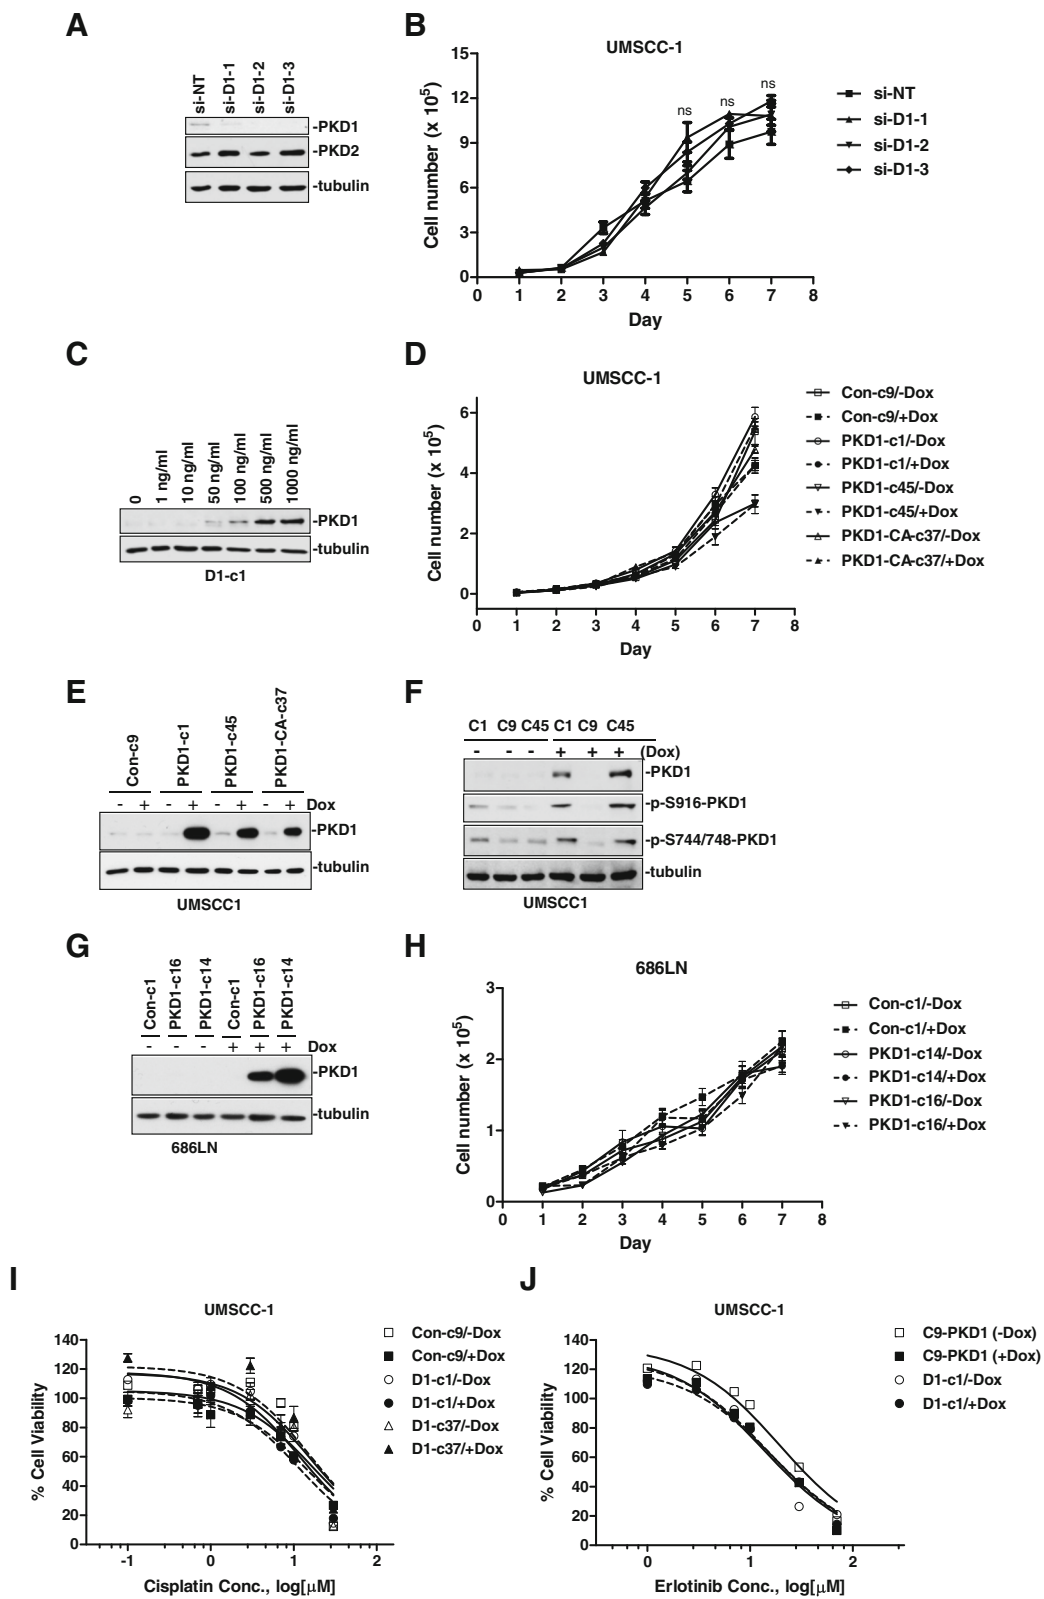 A
si-NT
si-D1-1
si-D1-2
si-D1-3
-PKD1
-PKD2
-tubulin
B
UMSCC-1
Cell number (x 10⁵)
15
12
9
6
3
0
ns
ns
ns
0 1 2 3 4 5 6 7 8
Day
si-NT
si-D1-1
si-D1-2
si-D1-3
C
0
1 ng/ml
10 ng/ml
50 ng/ml
100 ng/ml
500 ng/ml
1000 ng/ml
-PKD1
-tubulin
D1-c1
D
UMSCC-1
Cell number (x 10⁵)
6
4
2
0
0 1 2 3 4 5 6 7 8
Day
Con-c9/-Dox
Con-c9/+Dox
PKD1-c1/-Dox
PKD1-c1/+Dox
PKD1-c45/-Dox
PKD1-c45/+Dox
PKD1-CA-c37/-Dox
PKD1-CA-c37/+Dox
E
Con-c9
PKD1-c1
PKD1-c45
PKD1-CA-c37
- + - + - + - + Dox
-PKD1
-tubulin
UMSCC1
F
C1 C9 C45 C1 C9 C45
- - - + + + (Dox)
-PKD1
-p-S916-PKD1
-p-S744/748-PKD1
-tubulin
UMSCC1
G
Con-c1
PKD1-c16
PKD1-c14
Con-c1
PKD1-c16
PKD1-c14
- - - + + + Dox
-PKD1
-tubulin
686LN
H
686LN
Cell number (x 10⁵)
3
2
1
0
0 1 2 3 4 5 6 7 8
Day
Con-c1/-Dox
Con-c1/+Dox
PKD1-c14/-Dox
PKD1-c14/+Dox
PKD1-c16/-Dox
PKD1-c16/+Dox
I
UMSCC-1
% Cell Viability
140
120
100
80
60
40
20
0
-1 0 1 2
Cisplatin Conc., log[µM]
Con-c9/-Dox
Con-c9/+Dox
D1-c1/-Dox
D1-c1/+Dox
D1-c37/-Dox
D1-c37/+Dox
J
UMSCC-1
% Cell Viability
140
120
100
80
60
40
20
0
0 1 2
Erlotinib Conc., log[µM]
C9-PKD1 (-Dox)
C9-PKD1 (+Dox)
D1-c1/-Dox
D1-c1/+Dox